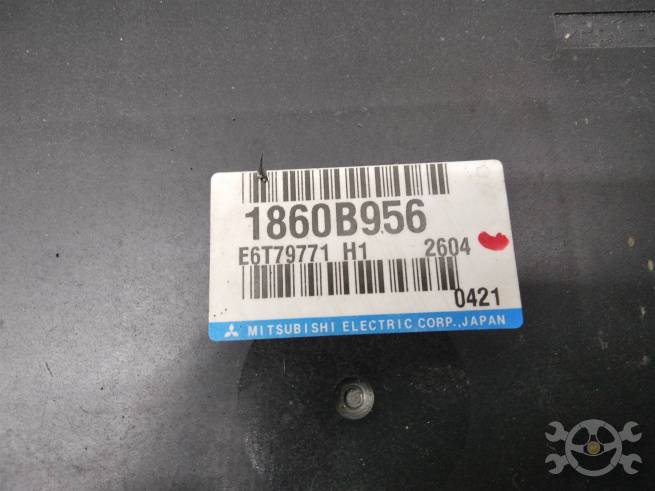 1860B956
E6T79771 H1 2604
0421
MITSUBISHI ELECTRIC CORP.,JAPAN